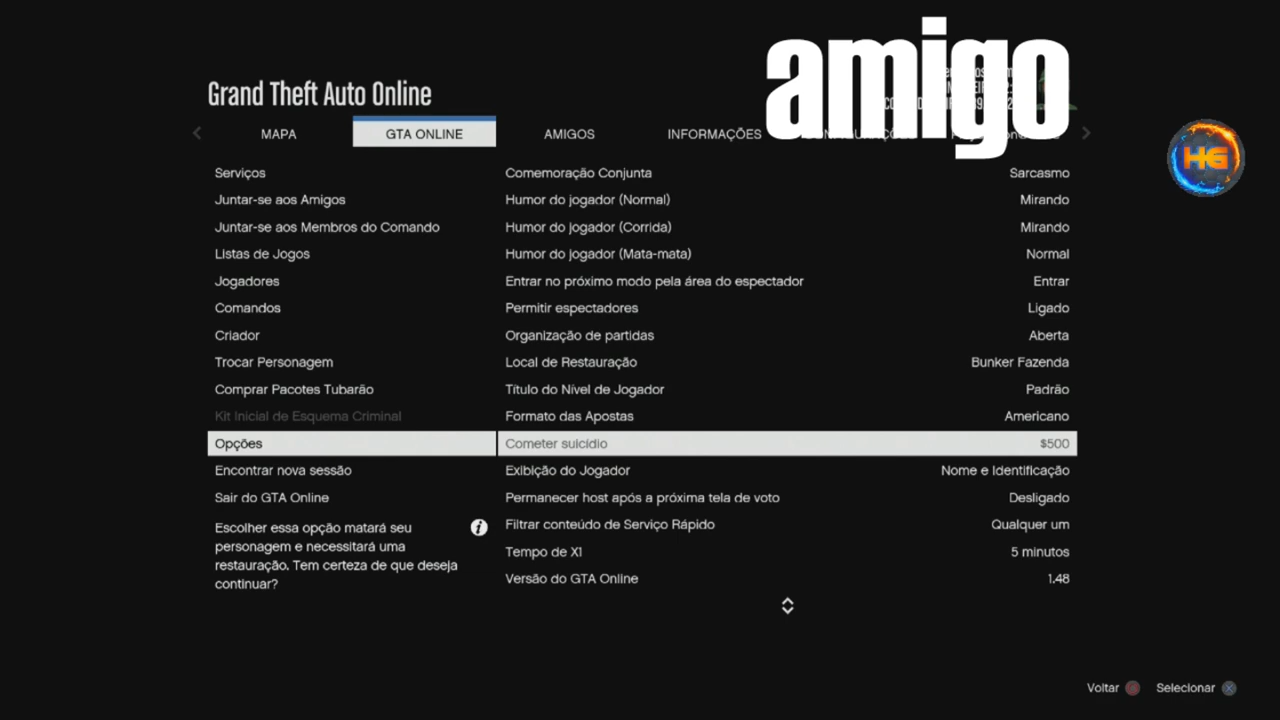 amigo
Grand Theft Auto Online
MAPA GTA ONLINE AMIGOS INFORMAÇÕES
HG
Serviços Comemoração Conjunta Sarcasmo
Juntar-se aos Amigos Humor do jogador (Normal) Mirando
Juntar-se aos Membros do Comando Humor do jogador (Corrida) Mirando
Listas de Jogos Humor do jogador (Mata-mata) Normal
Jogadores Entrar no próximo modo pela área do espectador Entrar
Comandos Permitir espectadores Ligado
Criador Organização de partidas Aberta
Trocar Personagem Local de Restauração Bunker Fazenda
Comprar Pacotes Tubarão Título do Nível de Jogador Padrão
Kit Inicial de Esquema Criminal Formato das Apostas Americano
Opções Cometer suicídio $500
Encontrar nova sessão Exibição do Jogador Nome e Identificação
Sair do GTA Online Permanecer host após a próxima tela de voto Desligado
Escolher essa opção matará seu Filtrar conteúdo de Serviço Rápido Qualquer um
personagem e necessitará uma Tempo de X1 5 minutos
restauração. Tem certeza de que deseja
continuar? Versão do GTA Online 1.48
Voltar Selecionar